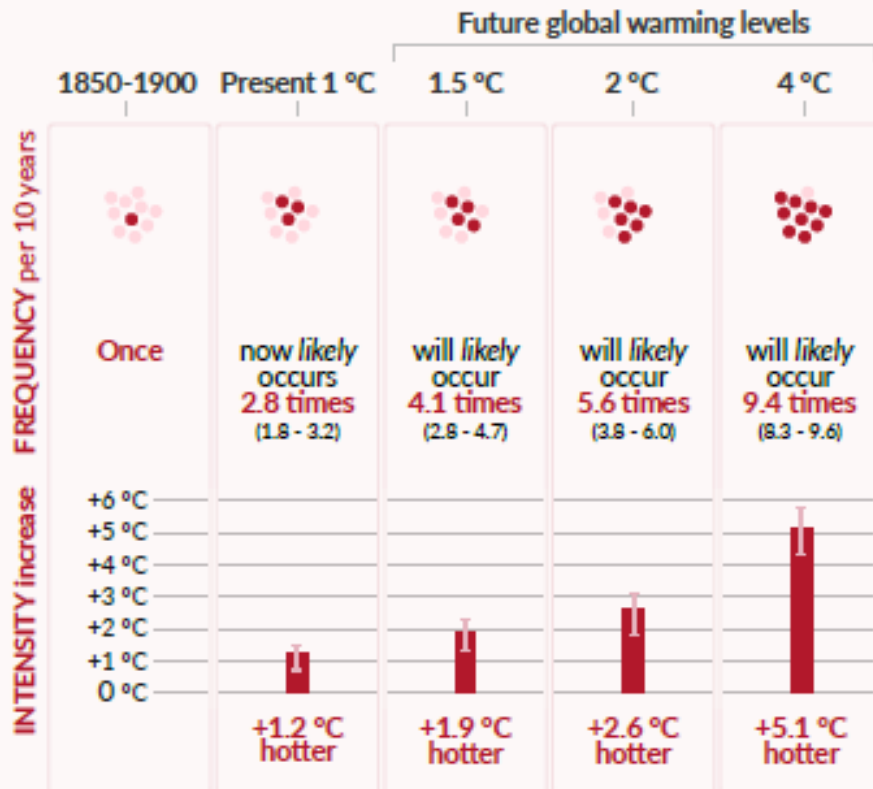 Future global warming levels
1850-1900 Present 1 °C 1.5 °C 2 °C 4 °C
FREQUENCY per 10 years
Once
now likely
occurs
2.8 times
(1.8 - 3.2)
will likely
occur
4.1 times
(2.8 - 4.7)
will likely
occur
5.6 times
(3.8 - 6.0)
will likely
occur
9.4 times
(8.3 - 9.6)
INTENSITY increase
+6 °C
+5 °C
+4 °C
+3 °C
+2 °C
+1 °C
0 °C
+1.2 °C
hotter
+1.9 °C
hotter
+2.6 °C
hotter
+5.1 °C
hotter